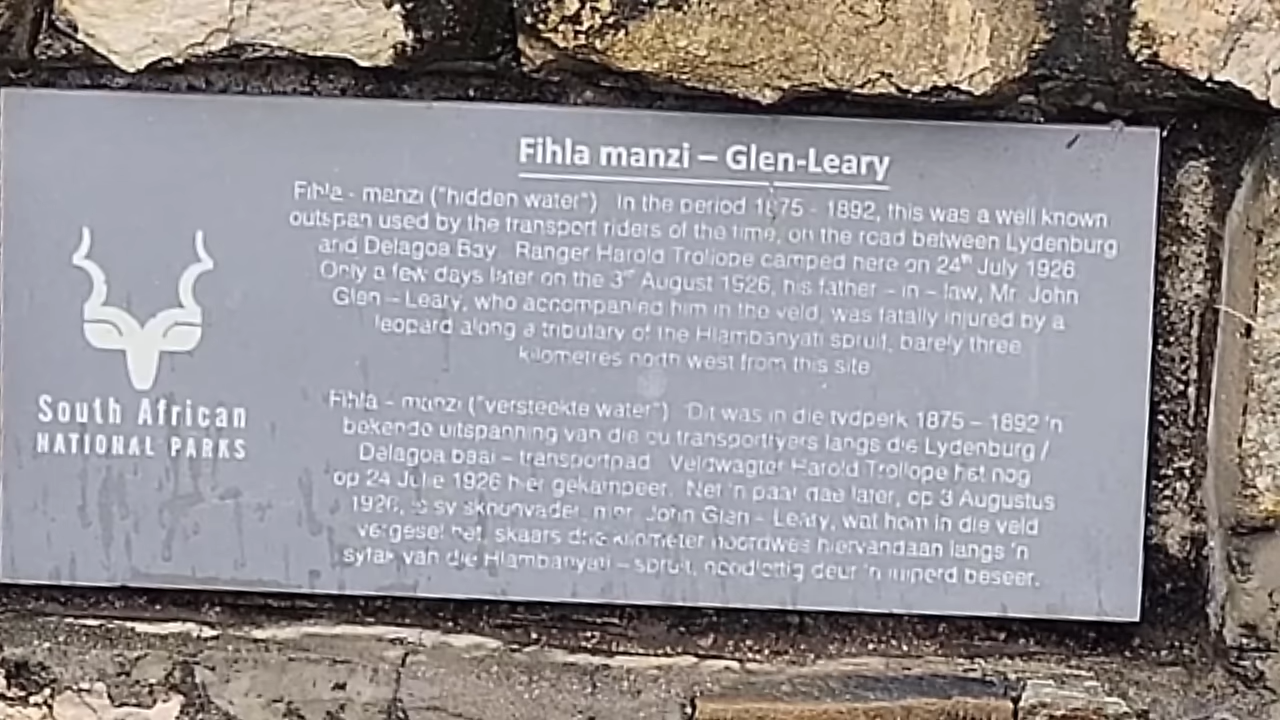 Fihla manzi – Glen-Leary
Fihla - manzi ("hidden water") In the period 1875 - 1892, this was a well known
outspan used by the transport riders of the time, on the road between Lydenburg
and Delagoa Bay Ranger Harold Trollope camped here on 24th July 1926
Only a few days later on the 3rd August 1926, his father – in – law, Mr. John
Glen – Leary, who accompanied him in the veld, was fatally injured by a
leopard along a tributary of the Hlambanyati spruit, barely three
kilometres north west from this site
South African
NATIONAL PARKS
Fihla - manzi ("versteekte water") Dit was in die tydperk 1875 – 1892 'n
bekende uitspanning van die ou transportryers langs die Lydenburg /
Delagoa baai – transportpad Veldwagter Harold Trollope het nog
op 24 Julie 1926 hier gekampeer. Net 'n paar dae later, op 3 Augustus
1926, is sy skoonvader, mnr. John Glen - Leary, wat hom in die veld
vergesel het, skaars drie kilometer noordwes hiervandaan langs 'n
sytak van die Hlambanyati – spruit, noodlottig deur 'n luiperd beseer.